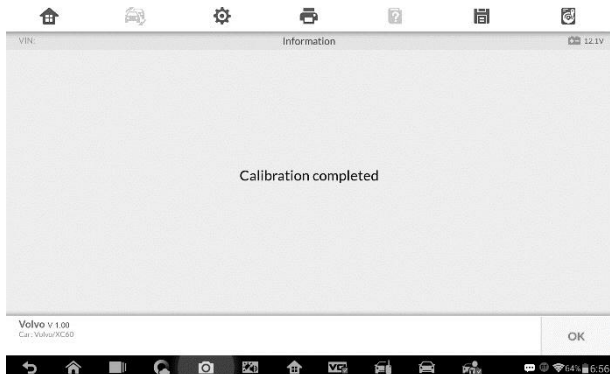 VIN:
Information
12.1V
Calibration completed
Volvo V 1.00
Car: Volvo/XC60
OK
64% 6:56